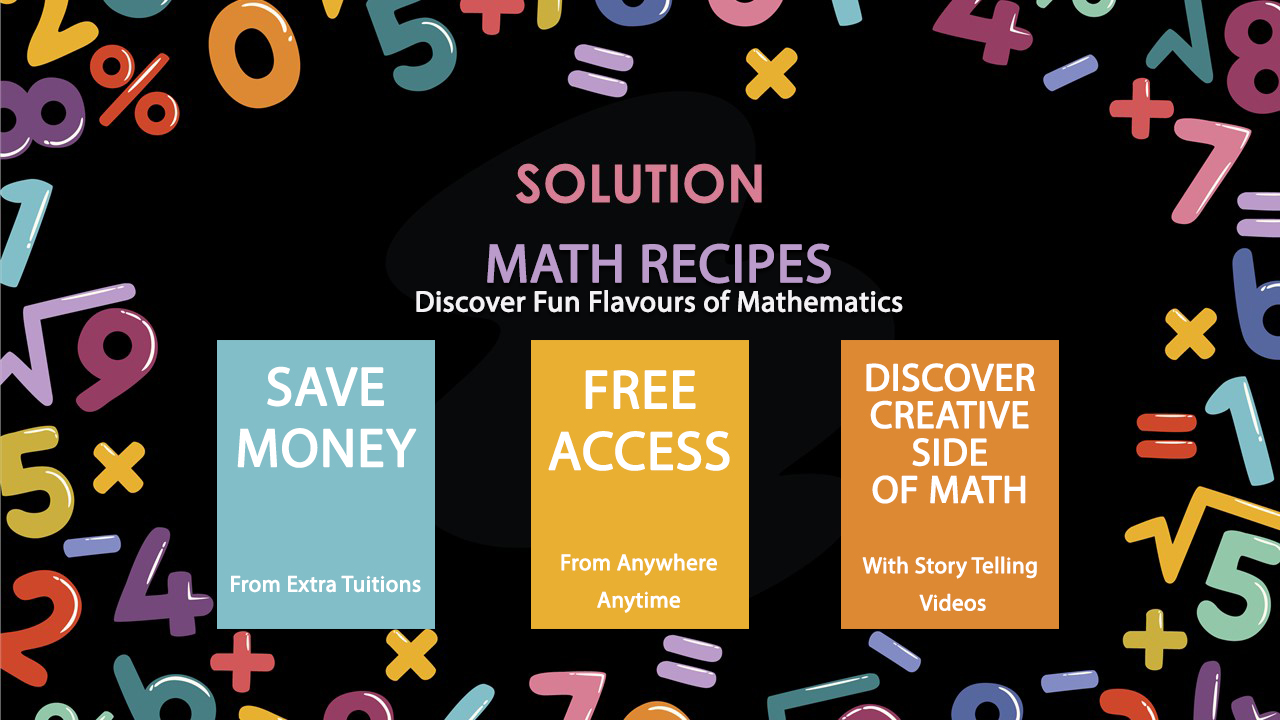 SOLUTION
MATH RECIPES
Discover Fun Flavours of Mathematics
SAVE
MONEY
From Extra Tuitions
FREE
ACCESS
From Anywhere
Anytime
DISCOVER
CREATIVE
SIDE
OF MATH
With Story Telling
Videos